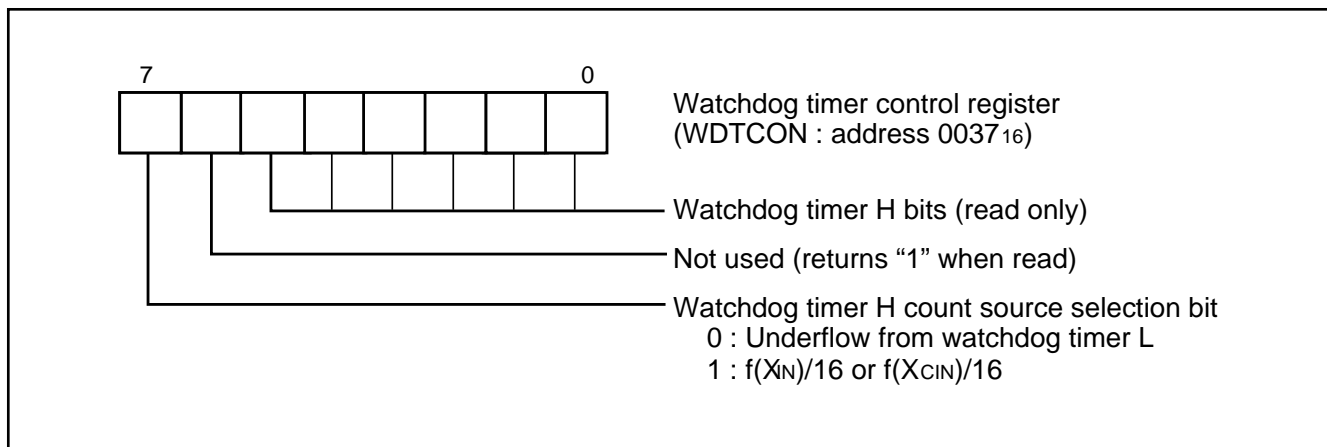 7 0
Watchdog timer control register
(WDTCON : address 003716)
Watchdog timer H bits (read only)
Not used (returns “1” when read)
Watchdog timer H count source selection bit
0 : Underflow from watchdog timer L
1 : f(XIN)/16 or f(XCIN)/16